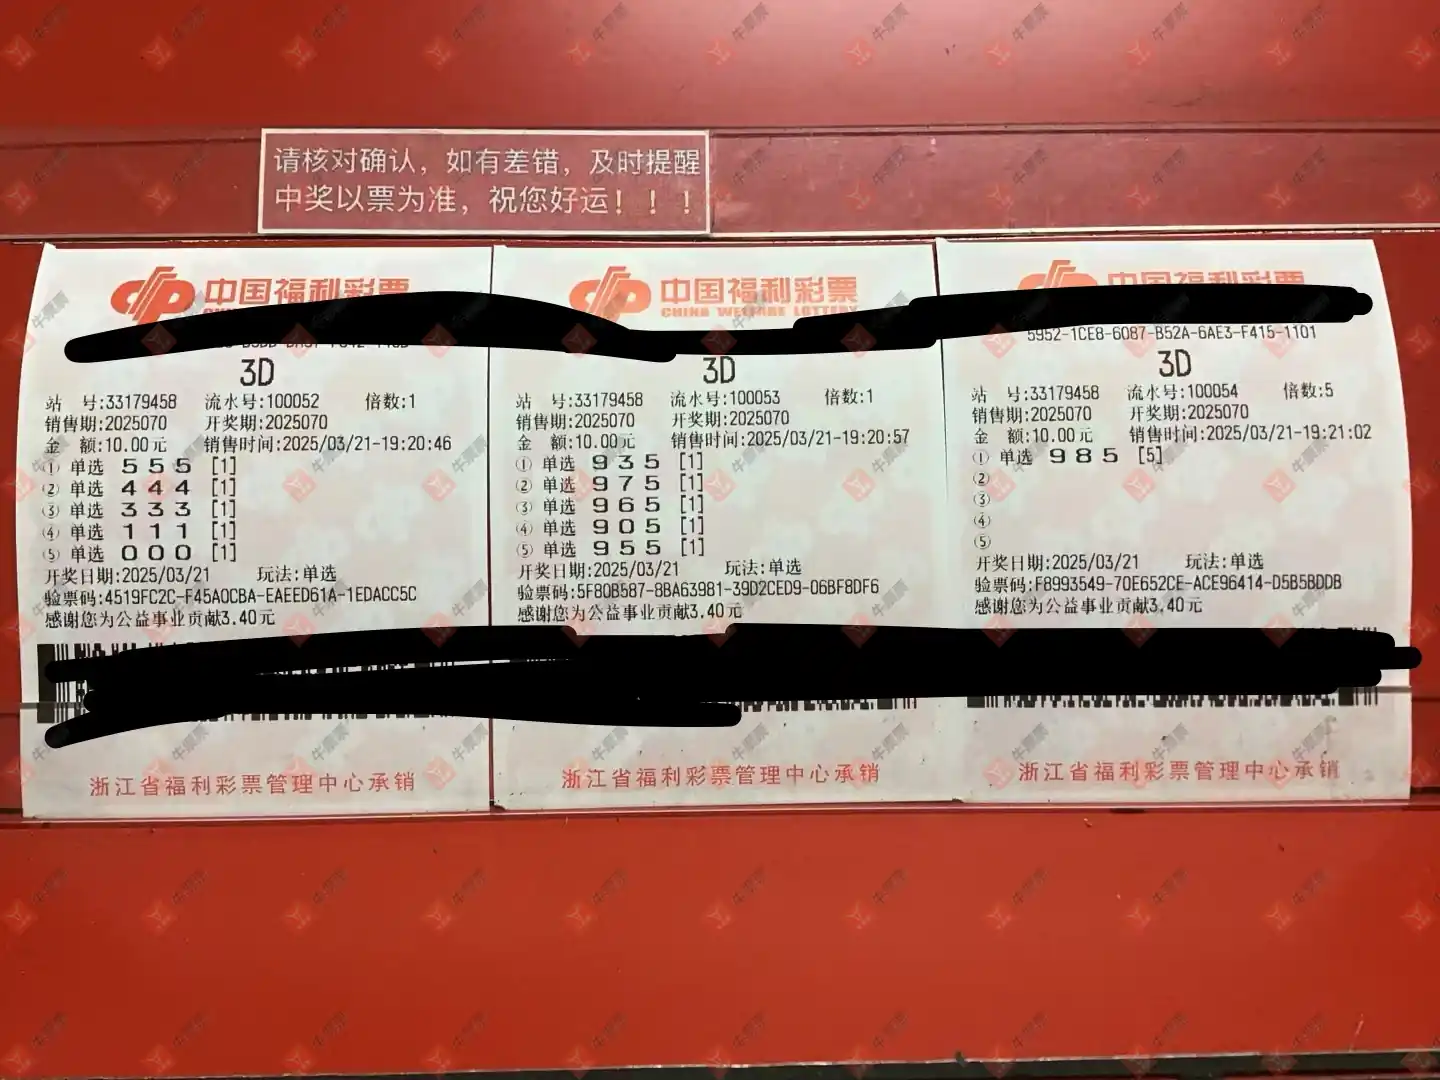 请核对确认，如有差错，及时提醒
中奖以票为准，祝您好运！！！
中国福利彩票
3D
站 号:33179458 流水号:100052 倍数:1
销售期:2025070 开奖期:2025070
金 额:10.00元 销售时间:2025/03/21-19:20:46
① 单选 5 5 5 [1]
② 单选 4 4 4 [1]
③ 单选 3 3 3 [1]
④ 单选 1 1 1 [1]
⑤ 单选 0 0 0 [1]
开奖日期:2025/03/21 玩法:单选
验票码:4519FC2C-F45A0CBA-EAEED61A-1EDACC5C
感谢您为公益事业贡献3.40元
浙江省福利彩票管理中心承销
中国福利彩票
CHINA WELFARE LOTTERY
3D
站 号:33179458 流水号:100053 倍数:1
销售期:2025070 开奖期:2025070
金 额:10.00元 销售时间:2025/03/21-19:20:57
① 单选 9 3 5 [1]
② 单选 9 7 5 [1]
③ 单选 9 6 5 [1]
④ 单选 9 0 5 [1]
⑤ 单选 9 5 5 [1]
开奖日期:2025/03/21 玩法:单选
验票码:5F80B587-8BA63981-39D2CED9-06BF8DF6
感谢您为公益事业贡献3.40元
浙江省福利彩票管理中心承销
中国福利彩票
5952-1CE8-6087-B52A-6AE3-F415-1101
3D
站 号:33179458 流水号:100054 倍数:5
销售期:2025070 开奖期:2025070
金 额:10.00元 销售时间:2025/03/21-19:21:02
① 单选 9 8 5 [5]
②
③
④
⑤
开奖日期:2025/03/21 玩法:单选
验票码:F8993549-70E652CE-ACE96414-D5B5BDDB
感谢您为公益事业贡献3.40元
浙江省福利彩票管理中心承销